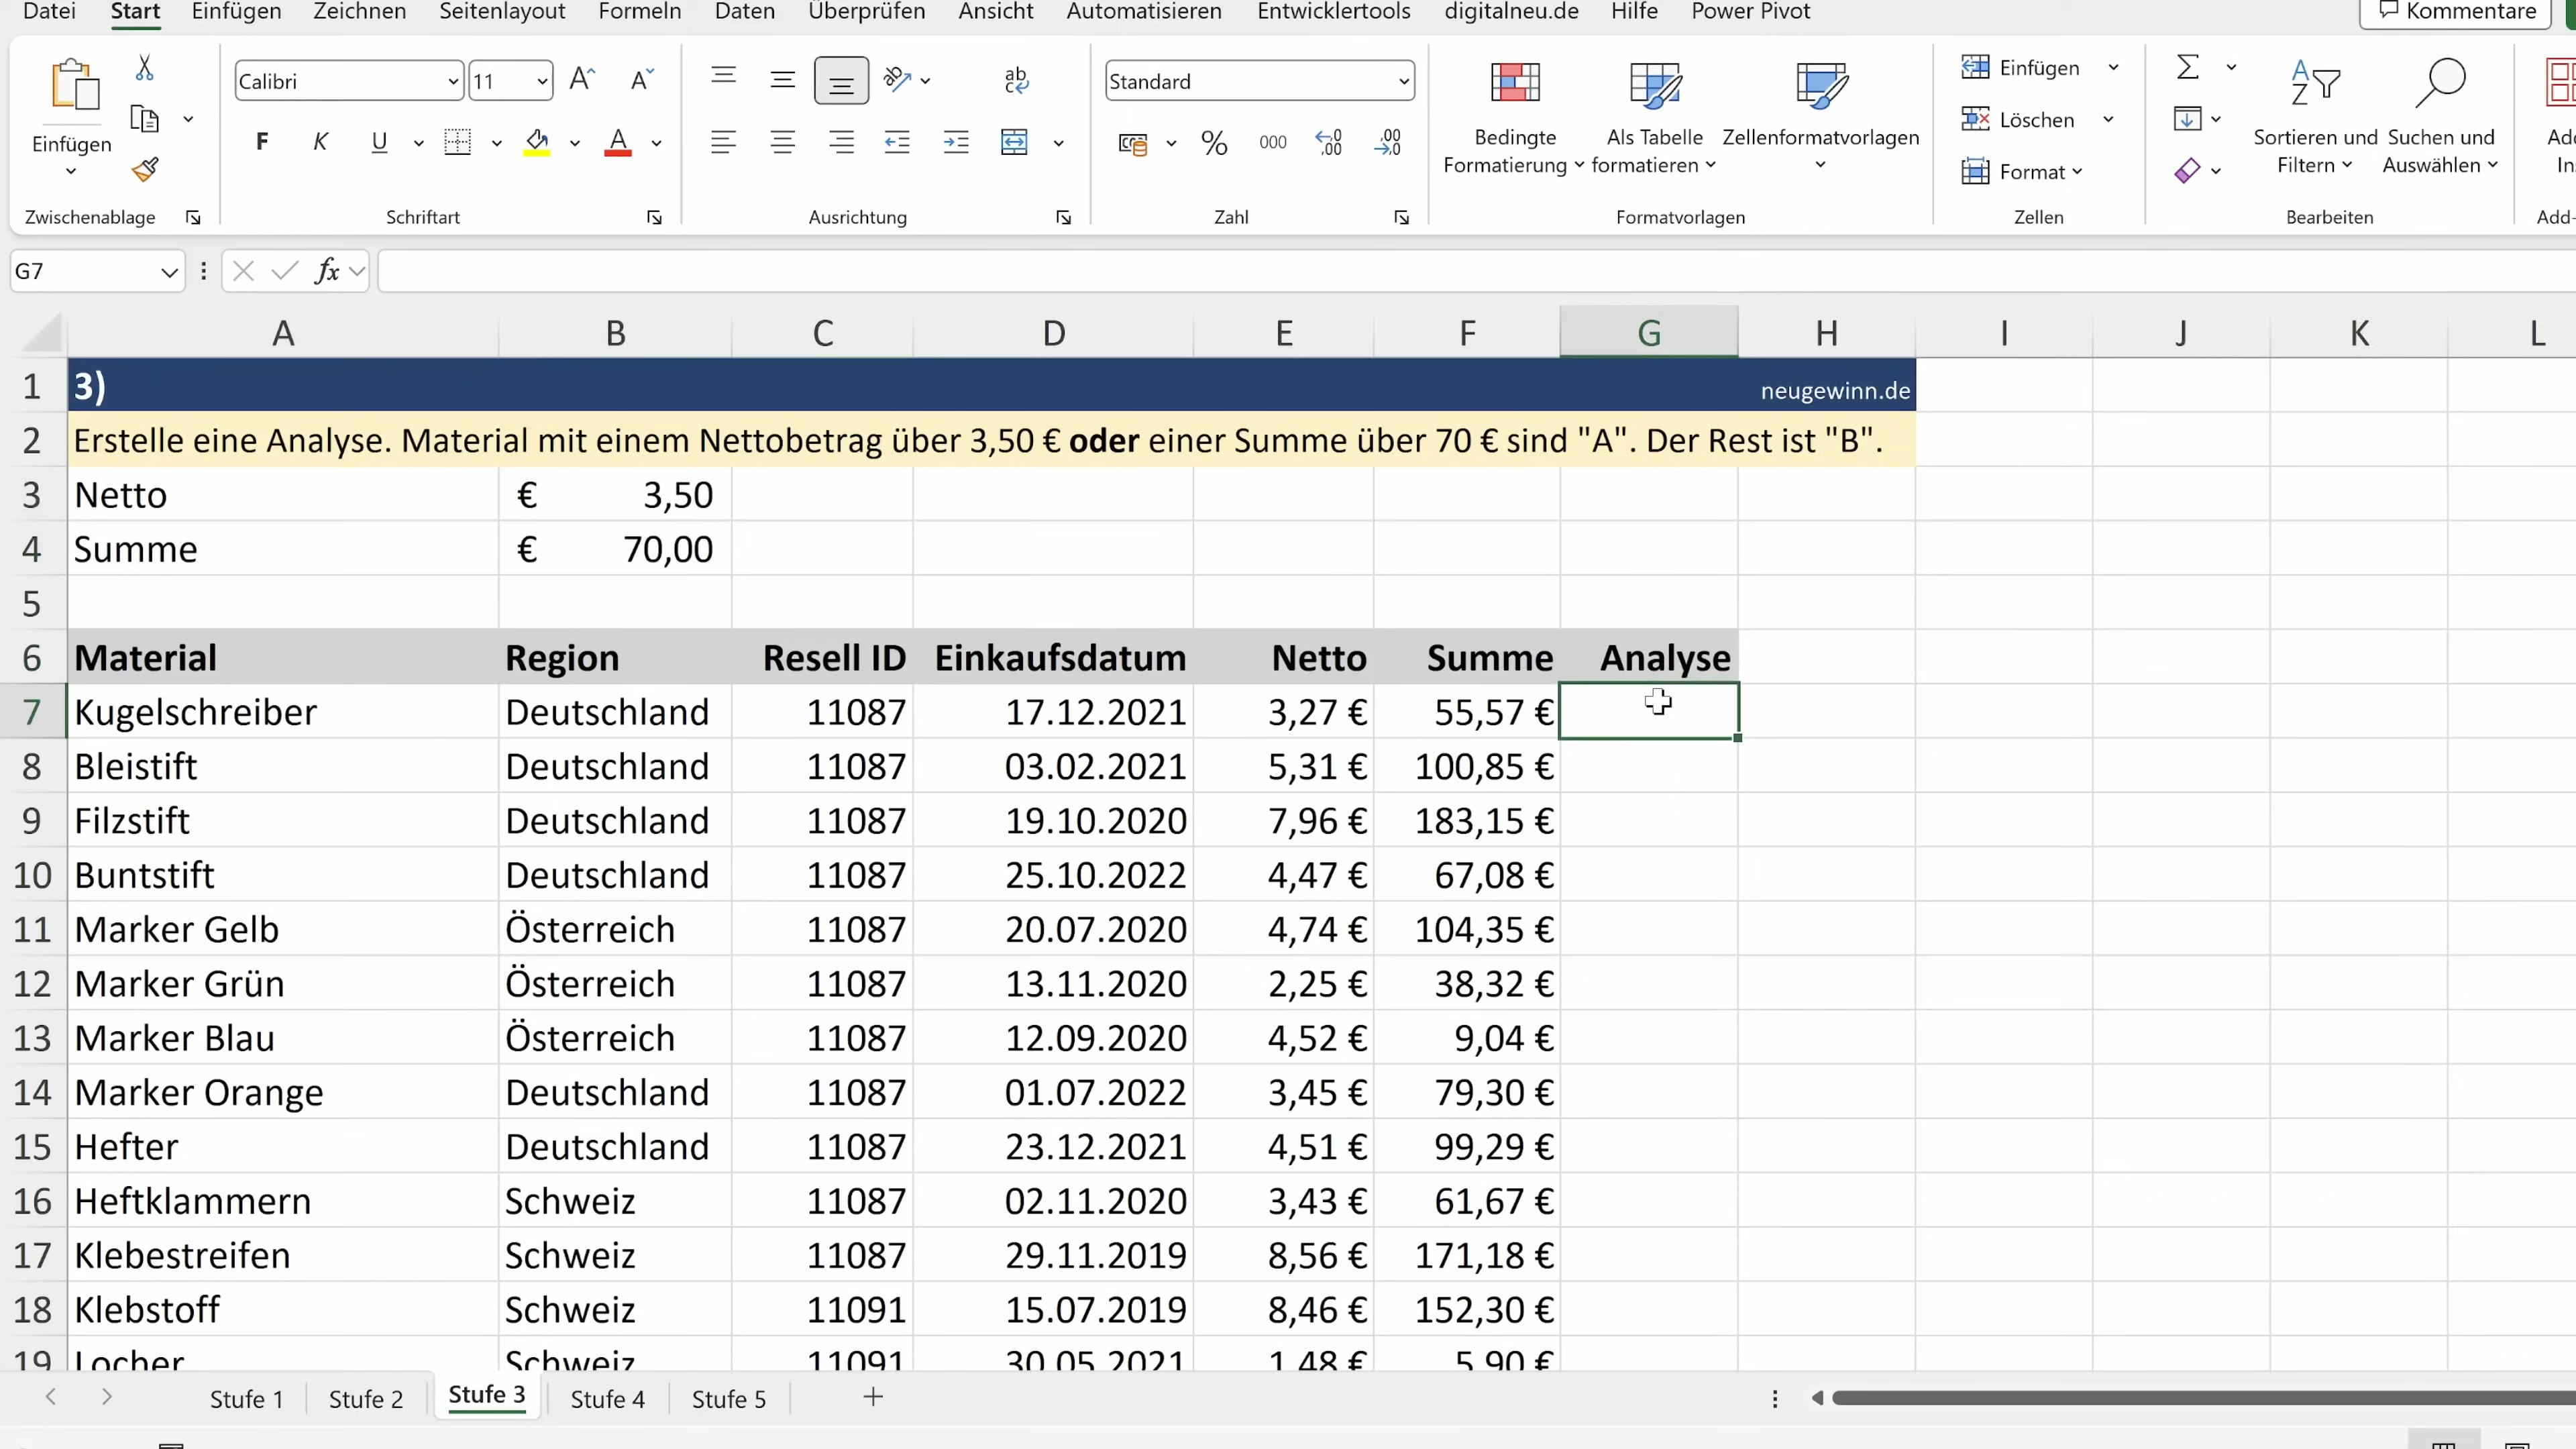 Datei Start Einfügen Zeichnen Seitenlayout Formeln Daten Überprüfen Ansicht Automatisieren Entwicklertools digitalneu.de Hilfe Power Pivot Kommentare
Einfügen
Zwischenablage
Calibri 11
F K U A
Schriftart
ab
Ausrichtung
Standard
% 000
Zahl
Bedingte Formatierung
Als Tabelle formatieren
Zellenformatvorlagen
Formatvorlagen
Einfügen
Löschen
Format
Zellen
Sortieren und Filtern
Suchen und Auswählen
Bearbeiten
G7 fx
A B C D E F G H I J K L
1 3) neugewinn.de
2 Erstelle eine Analyse. Material mit einem Nettobetrag über 3,50 € oder einer Summe über 70 € sind "A". Der Rest ist "B".
3 Netto € 3,50
4 Summe € 70,00
5
6 Material Region Resell ID Einkaufsdatum Netto Summe Analyse
7 Kugelschreiber Deutschland 11087 17.12.2021 3,27 € 55,57 €
8 Bleistift Deutschland 11087 03.02.2021 5,31 € 100,85 €
9 Filzstift Deutschland 11087 19.10.2020 7,96 € 183,15 €
10 Buntstift Deutschland 11087 25.10.2022 4,47 € 67,08 €
11 Marker Gelb Österreich 11087 20.07.2020 4,74 € 104,35 €
12 Marker Grün Österreich 11087 13.11.2020 2,25 € 38,32 €
13 Marker Blau Österreich 11087 12.09.2020 4,52 € 9,04 €
14 Marker Orange Deutschland 11087 01.07.2022 3,45 € 79,30 €
15 Hefter Deutschland 11087 23.12.2021 4,51 € 99,29 €
16 Heftklammern Schweiz 11087 02.11.2020 3,43 € 61,67 €
17 Klebestreifen Schweiz 11087 29.11.2019 8,56 € 171,18 €
18 Klebstoff Schweiz 11091 15.07.2019 8,46 € 152,30 €
19 Locher Schweiz 11091 30.05.2021 1,48 € 5,90 €
Stufe 1 Stufe 2 Stufe 3 Stufe 4 Stufe 5